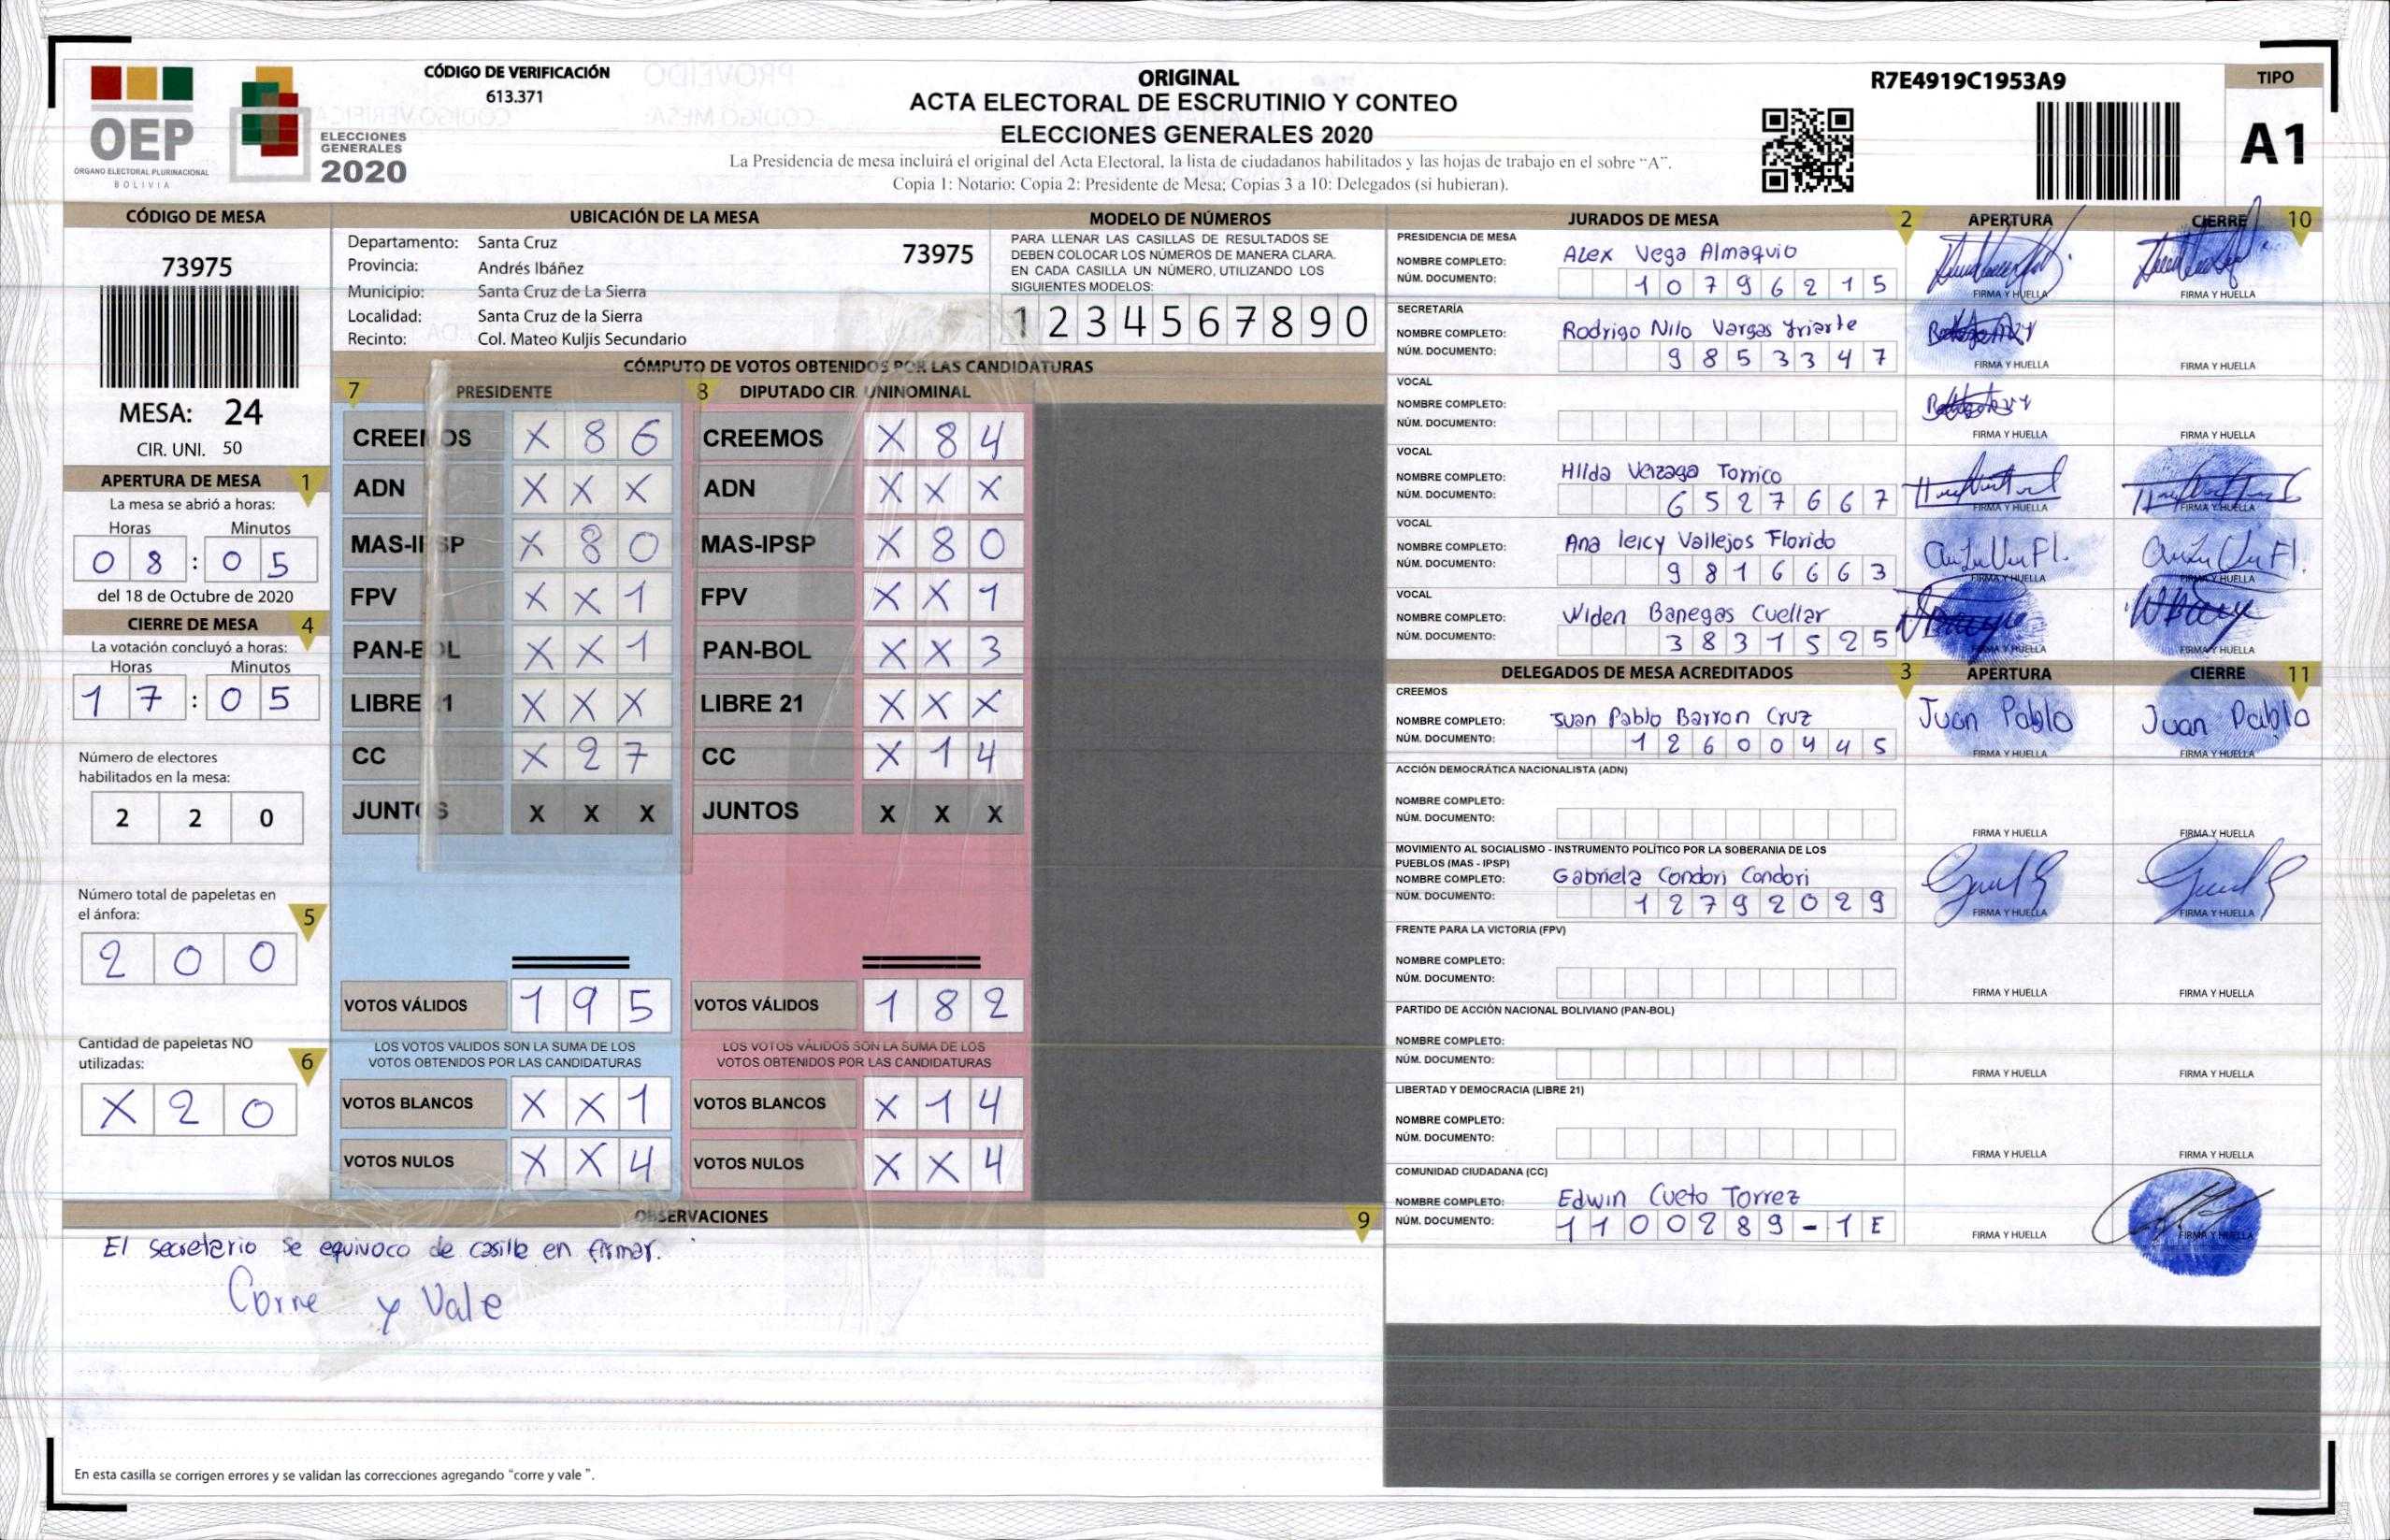 OEP
ÓRGANO ELECTORAL PLURINACIONAL
BOLIVIA
ELECCIONES
GENERALES
2020
CÓDIGO DE VERIFICACIÓN
613.371
ORIGINAL
ACTA ELECTORAL DE ESCRUTINIO Y CONTEO
ELECCIONES GENERALES 2020
La Presidencia de mesa incluirá el original del Acta Electoral, la lista de ciudadanos habilitados y las hojas de trabajo en el sobre “A”.
Copia 1: Notario; Copia 2: Presidente de Mesa; Copias 3 a 10: Delegados (si hubieran).
R7E4919C1953A9
TIPO
A1
CÓDIGO DE MESA
73975
MESA: 24
CIR. UNI. 50
APERTURA DE MESA 1
La mesa se abrió a horas:
Horas Minutos
0 8 : 0 5
del 18 de Octubre de 2020
CIERRE DE MESA 4
La votación concluyó a horas:
Horas Minutos
1 7 : 0 5
Número de electores
habilitados en la mesa:
2 2 0
Número total de papeletas en
el ánfora: 5
2 0 0
Cantidad de papeletas NO
utilizadas: 6
X 2 0
UBICACIÓN DE LA MESA
Departamento: Santa Cruz 73975
Provincia: Andrés Ibáñez
Municipio: Santa Cruz de La Sierra
Localidad: Santa Cruz de la Sierra
Recinto: Col. Mateo Kuljis Secundario
MODELO DE NÚMEROS
PARA LLENAR LAS CASILLAS DE RESULTADOS SE
DEBEN COLOCAR LOS NÚMEROS DE MANERA CLARA.
EN CADA CASILLA UN NÚMERO, UTILIZANDO LOS
SIGUIENTES MODELOS:
1 2 3 4 5 6 7 8 9 0
CÓMPUTO DE VOTOS OBTENIDOS POR LAS CANDIDATURAS
7 PRESIDENTE 8 DIPUTADO CIR. UNINOMINAL
CREEMOS X 8 6 CREEMOS X 8 4
ADN X X X ADN X X X
MAS-IPSP X 8 0 MAS-IPSP X 8 0
FPV X X 1 FPV X X 1
PAN-BOL X X 1 PAN-BOL X X 3
LIBRE 21 X X X LIBRE 21 X X X
CC X 2 7 CC X 1 4
JUNTOS X X X JUNTOS X X X
VOTOS VÁLIDOS 1 9 5 VOTOS VÁLIDOS 1 8 2
LOS VOTOS VÁLIDOS SON LA SUMA DE LOS LOS VOTOS VÁLIDOS SON LA SUMA DE LOS
VOTOS OBTENIDOS POR LAS CANDIDATURAS VOTOS OBTENIDOS POR LAS CANDIDATURAS
VOTOS BLANCOS X X 1 VOTOS BLANCOS X 1 4
VOTOS NULOS X X 4 VOTOS NULOS X X 4
OBSERVACIONES 9
El secretario se equivoco de casilla en firmar.
Corre y Vale
En esta casilla se corrigen errores y se validan las correcciones agregando “corre y vale ”.
JURADOS DE MESA 2 APERTURA CIERRE 10
PRESIDENCIA DE MESA
NOMBRE COMPLETO: Alex Vega Almaquio
NÚM. DOCUMENTO: 1 0 7 9 6 2 1 5
FIRMA Y HUELLA FIRMA Y HUELLA
SECRETARÍA
NOMBRE COMPLETO: Rodrigo Nilo Vargas Yriarte
NÚM. DOCUMENTO: 9 8 5 3 3 4 7
FIRMA Y HUELLA FIRMA Y HUELLA
VOCAL
NOMBRE COMPLETO:
NÚM. DOCUMENTO:
FIRMA Y HUELLA FIRMA Y HUELLA
VOCAL
NOMBRE COMPLETO: Hilda Verzaga Torrico
NÚM. DOCUMENTO: 6 5 2 7 6 6 7
FIRMA Y HUELLA FIRMA Y HUELLA
VOCAL
NOMBRE COMPLETO: Ana leicy Vallejos Florido
NÚM. DOCUMENTO: 9 8 1 6 6 6 3
FIRMA Y HUELLA FIRMA Y HUELLA
VOCAL
NOMBRE COMPLETO: Widen Banegas Cuellar
NÚM. DOCUMENTO: 3 8 3 1 5 2 5
FIRMA Y HUELLA FIRMA Y HUELLA
DELEGADOS DE MESA ACREDITADOS 3 APERTURA CIERRE 11
CREEMOS
NOMBRE COMPLETO: Juan Pablo Barron Cruz Juan Pablo Juan Pablo
NÚM. DOCUMENTO: 1 2 6 0 0 4 4 5
FIRMA Y HUELLA FIRMA Y HUELLA
ACCIÓN DEMOCRÁTICA NACIONALISTA (ADN)
NOMBRE COMPLETO:
NÚM. DOCUMENTO:
FIRMA Y HUELLA FIRMA Y HUELLA
MOVIMIENTO AL SOCIALISMO - INSTRUMENTO POLÍTICO POR LA SOBERANIA DE LOS
PUEBLOS (MAS - IPSP)
NOMBRE COMPLETO: Gabriela Condori Condori
NÚM. DOCUMENTO: 1 2 7 9 2 0 2 9
FIRMA Y HUELLA FIRMA Y HUELLA
FRENTE PARA LA VICTORIA (FPV)
NOMBRE COMPLETO:
NÚM. DOCUMENTO:
FIRMA Y HUELLA FIRMA Y HUELLA
PARTIDO DE ACCIÓN NACIONAL BOLIVIANO (PAN-BOL)
NOMBRE COMPLETO:
NÚM. DOCUMENTO:
FIRMA Y HUELLA FIRMA Y HUELLA
LIBERTAD Y DEMOCRACIA (LIBRE 21)
NOMBRE COMPLETO:
NÚM. DOCUMENTO:
FIRMA Y HUELLA FIRMA Y HUELLA
COMUNIDAD CIUDADANA (CC)
NOMBRE COMPLETO: Edwin Cueto Torrez
NÚM. DOCUMENTO: 1 1 0 0 2 8 9 - 1 E
FIRMA Y HUELLA FIRMA Y HUELLA